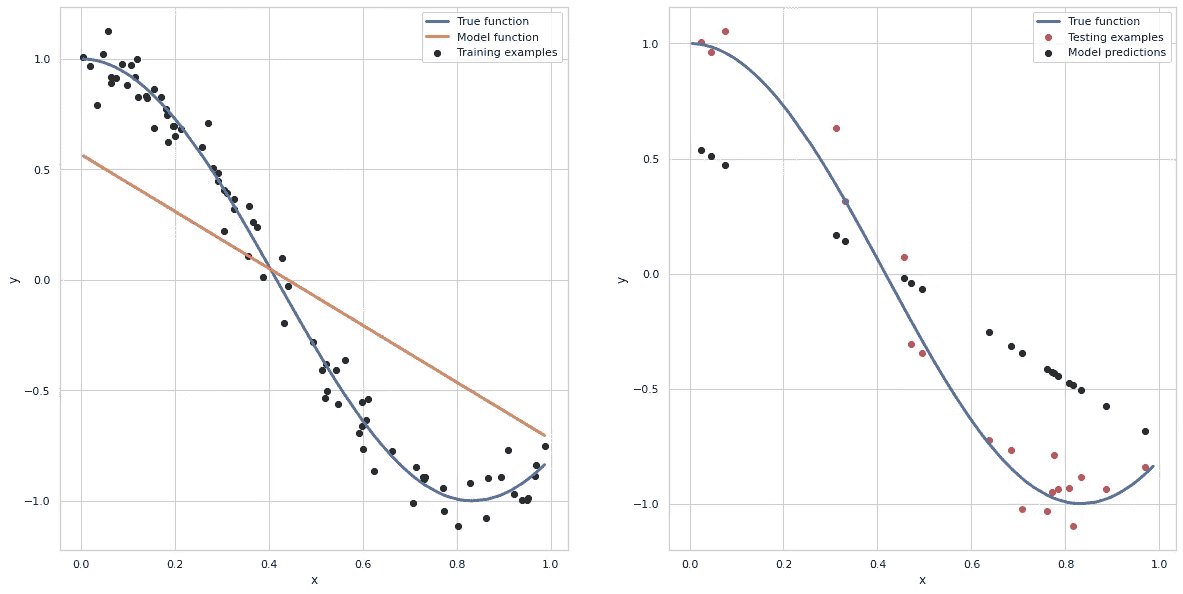 True function
Model function
Training examples
1.0
0.5
0.0
−0.5
−1.0
y
0.0 0.2 0.4 0.6 0.8 1.0
x
True function
Testing examples
Model predictions
1.0
0.5
0.0
−0.5
−1.0
y
0.0 0.2 0.4 0.6 0.8 1.0
x